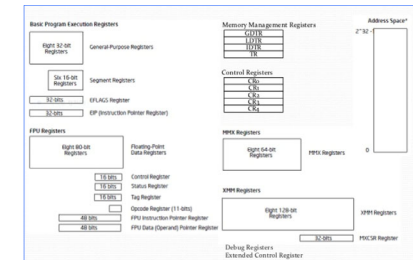 Basic Program Execution Registers
Eight 32-bit
Registers
General-Purpose Registers
Six 16-bit
Registers
Segment Registers
32-bits
EFLAGS Register
32-bits
EIP (Instruction Pointer Register)
FPU Registers
Eight 80-bit
Registers
Floating-Point
Data Registers
16 bits
Control Register
16 bits
Status Register
16 bits
Tag Register
Opcode Register (11-bits)
48 bits
FPU Instruction Pointer Register
48 bits
FPU Data (Operand) Pointer Register
Memory Management Registers
GDTR
LDTR
IDTR
TR
Control Registers
CR0
CR1
CR2
CR3
CR4
MMX Registers
Eight 64-bit
Registers
MMX Registers
XMM Registers
Eight 128-bit
Registers
XMM Registers
32-bits
MXCSR Register
Debug Registers
Extended Control Register
Address Space*
2^32 -1
0